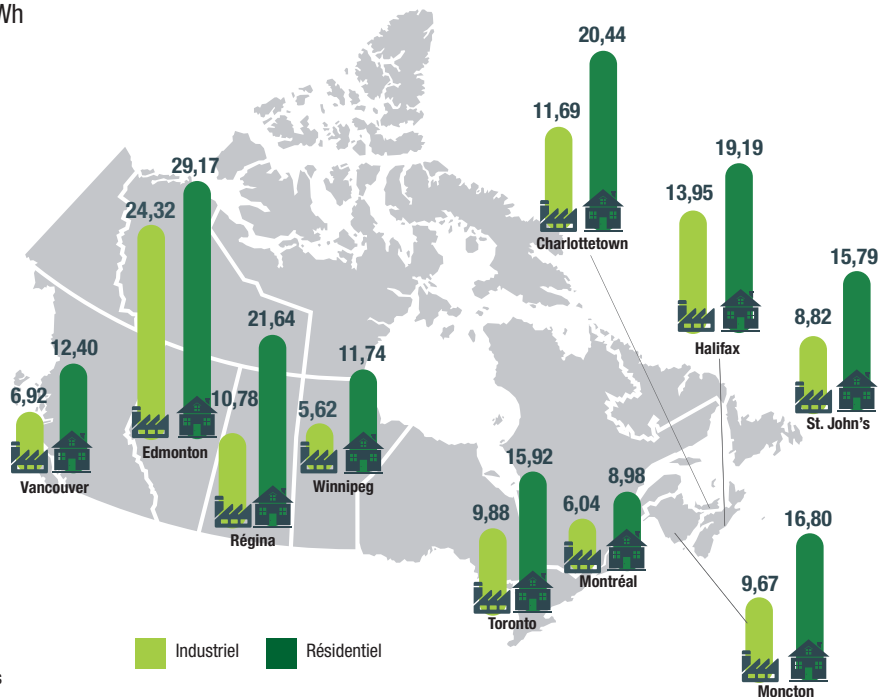 Wh
20,44
11,69
Charlottetown
19,19
13,95
Halifax
29,17
24,32
Edmonton
15,79
8,82
St. John's
12,40
6,92
Vancouver
21,64
10,78
Régina
11,74
5,62
Winnipeg
15,92
9,88
Toronto
8,98
6,04
Montréal
16,80
9,67
Moncton
Industriel
Résidentiel
s